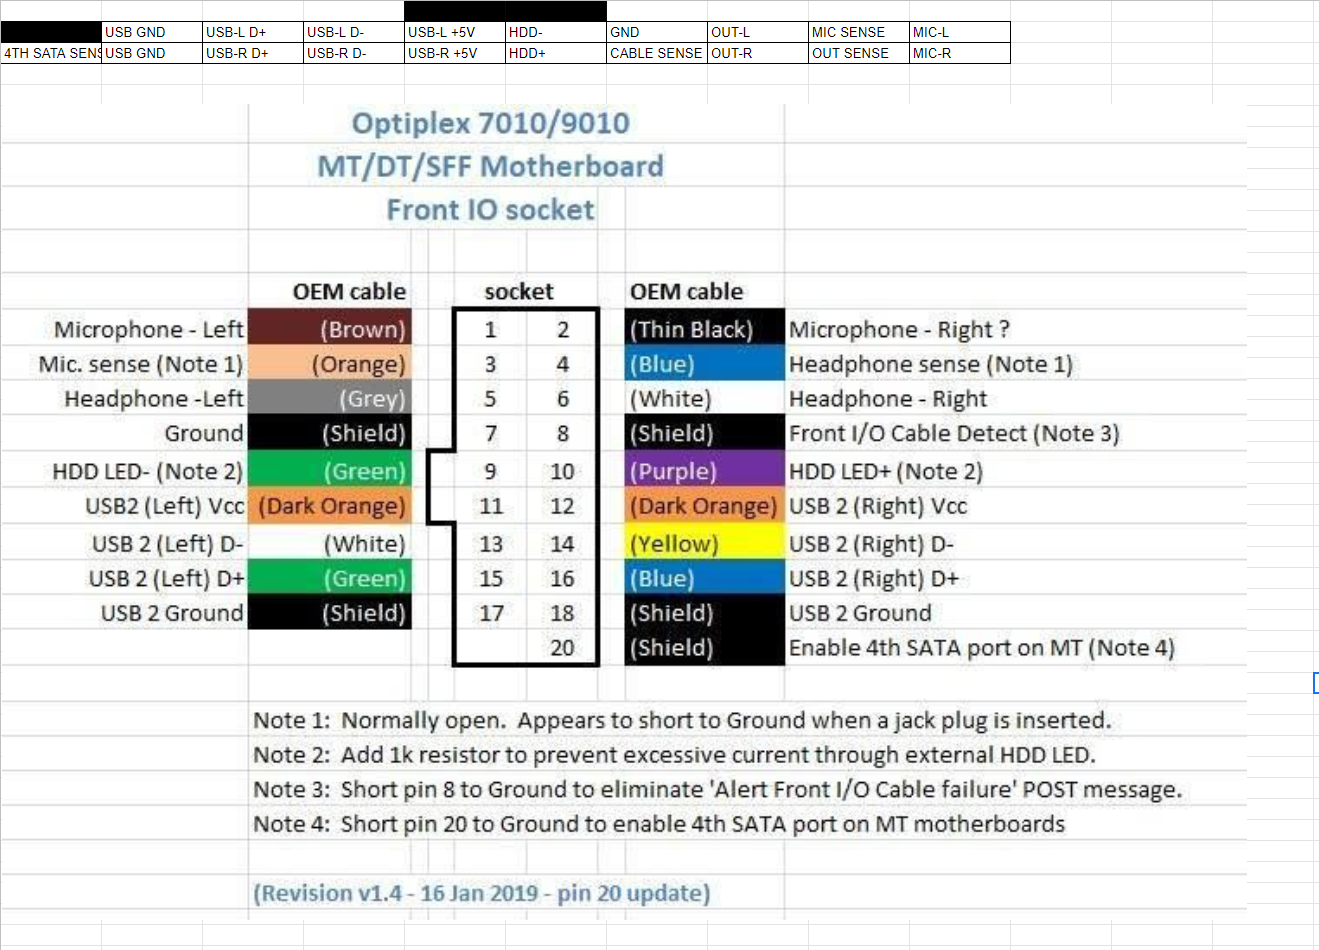 USB GND USB-L D+ USB-L D- USB-L +5V HDD- GND OUT-L MIC SENSE MIC-L
4TH SATA SENS USB GND USB-R D+ USB-R D- USB-R +5V HDD+ CABLE SENSE OUT-R OUT SENSE MIC-R
Optiplex 7010/9010
MT/DT/SFF Motherboard
Front IO socket
OEM cable socket OEM cable
Microphone - Left (Brown) 1 2 (Thin Black) Microphone - Right ?
Mic. sense (Note 1) (Orange) 3 4 (Blue) Headphone sense (Note 1)
Headphone -Left (Grey) 5 6 (White) Headphone - Right
Ground (Shield) 7 8 (Shield) Front I/O Cable Detect (Note 3)
HDD LED- (Note 2) (Green) 9 10 (Purple) HDD LED+ (Note 2)
USB2 (Left) Vcc (Dark Orange) 11 12 (Dark Orange) USB 2 (Right) Vcc
USB 2 (Left) D- (White) 13 14 (Yellow) USB 2 (Right) D-
USB 2 (Left) D+ (Green) 15 16 (Blue) USB 2 (Right) D+
USB 2 Ground (Shield) 17 18 (Shield) USB 2 Ground
20 (Shield) Enable 4th SATA port on MT (Note 4)
Note 1: Normally open. Appears to short to Ground when a jack plug is inserted.
Note 2: Add 1k resistor to prevent excessive current through external HDD LED.
Note 3: Short pin 8 to Ground to eliminate 'Alert Front I/O Cable failure' POST message.
Note 4: Short pin 20 to Ground to enable 4th SATA port on MT motherboards
(Revision v1.4 - 16 Jan 2019 - pin 20 update)